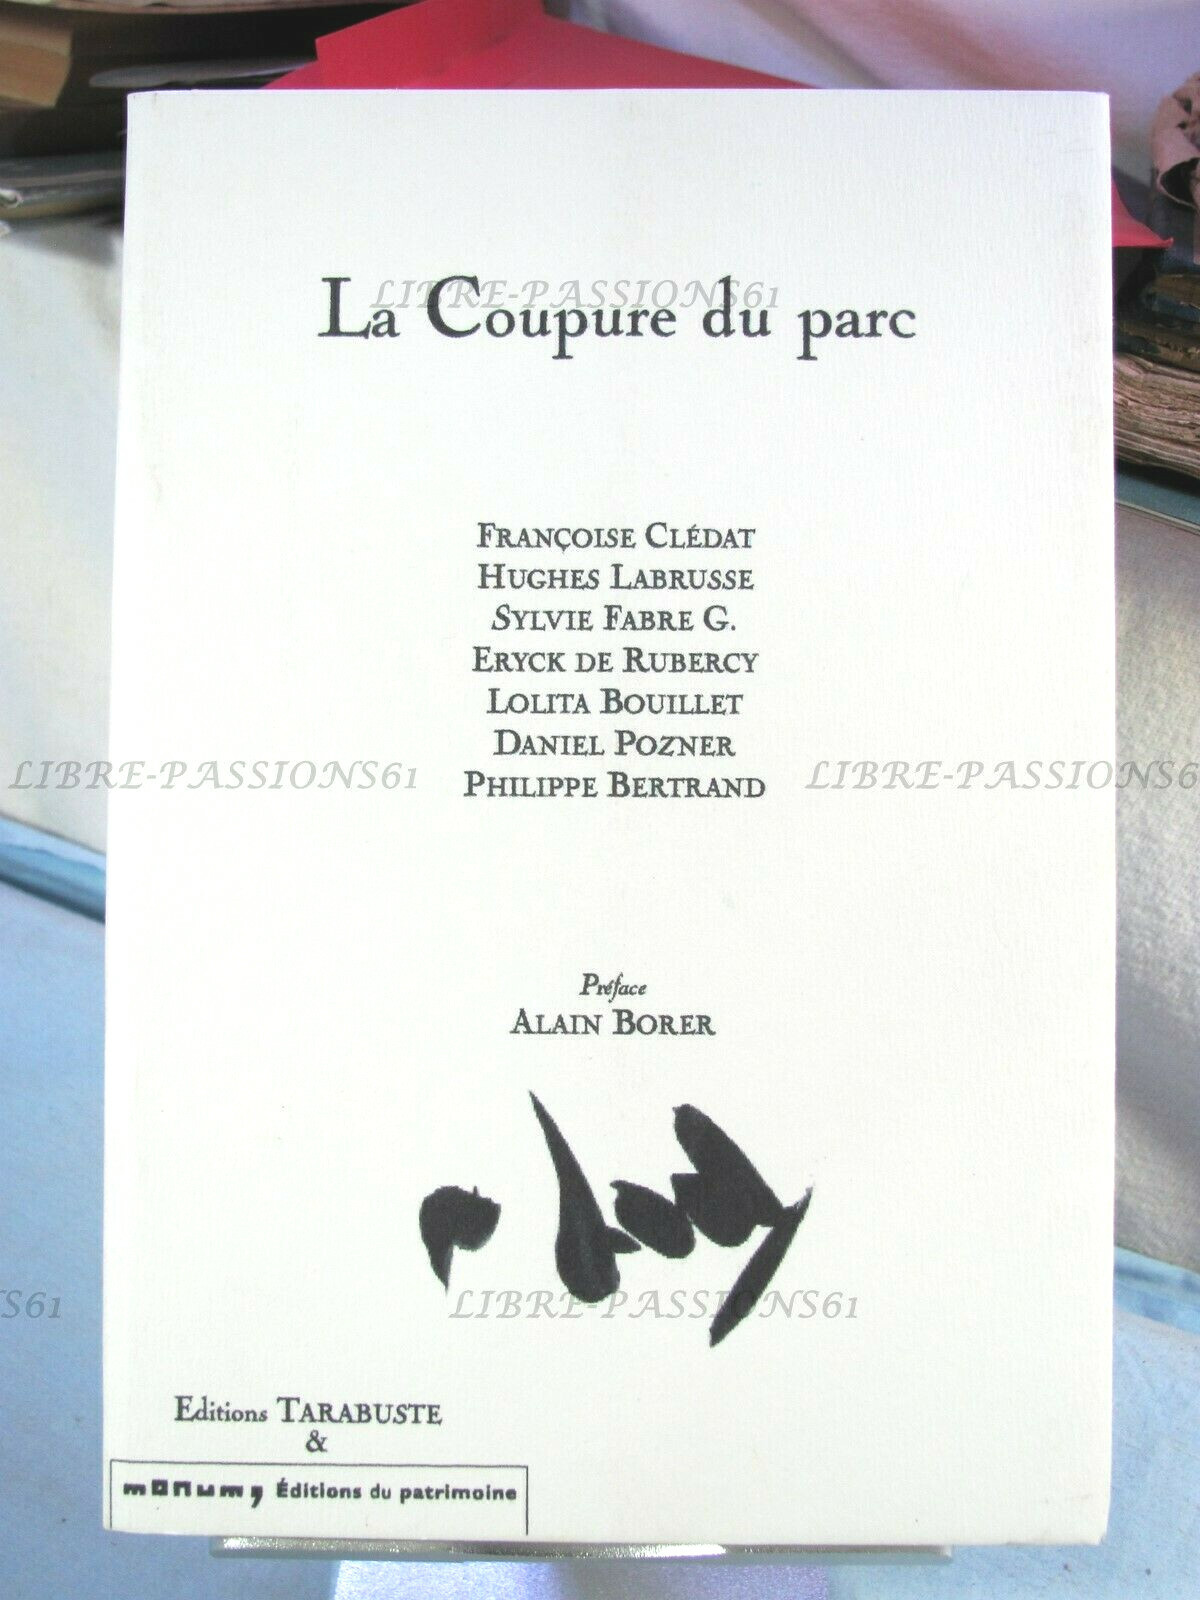 La Coupure du parc
LIBRE-PASSIONS61
FRANÇOISE CLÉDAT
HUGHES LABRUSSE
SYLVIE FABRE G.
ERYCK DE RUBERCY
LOLITA BOUILLET
DANIEL POZNER
LIBRE-PASSIONS61
PHILIPPE BERTRAND
LIBRE-PASSIONS6
Préface
ALAIN BORER
S61
LIBRE-PASSIONS61
Editions TARABUSTE
&
monum, Éditions du patrimoine